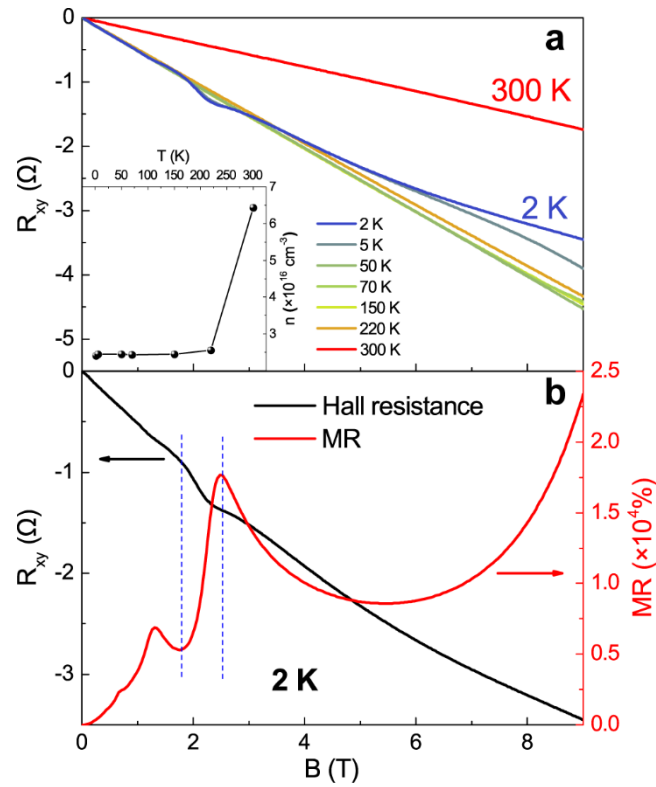 a
0
-1
-2
-3
-4
-5
R_xy (Ω)
300 K
2 K
T (K)
0 50 100 150 200 250 300
7
6
5
4
3
2
n (×10^16 cm^-3)
2 K
5 K
50 K
70 K
150 K
220 K
300 K
b
Hall resistance
MR
0
-1
-2
-3
R_xy (Ω)
2.5
2.0
1.5
1.0
0.5
0.0
MR (×10^4%)
2 K
0 2 4 6 8
B (T)